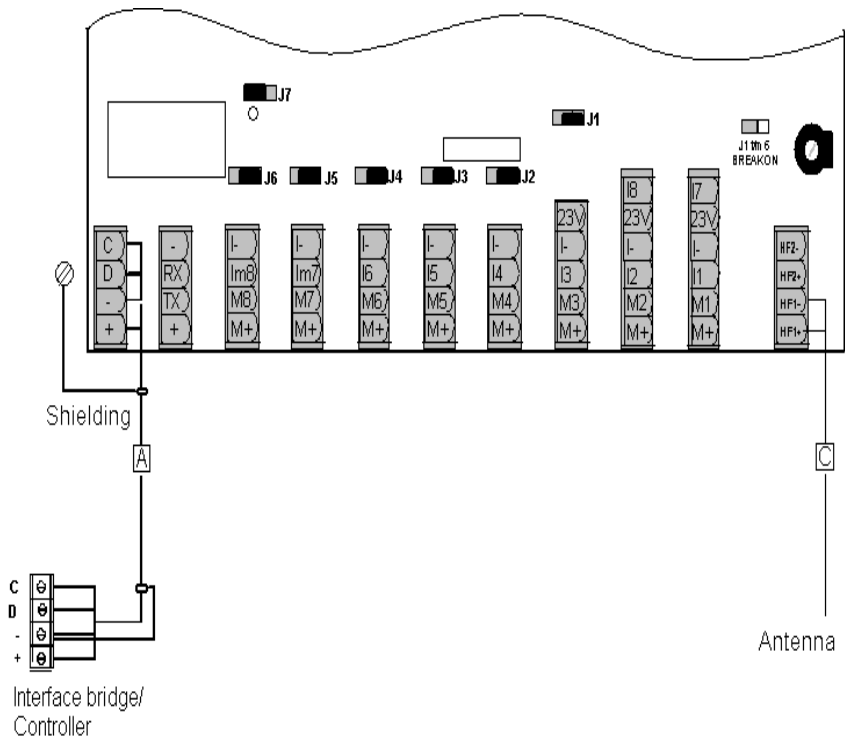 J7
J1
J1 t/m 6
BREAKON
J6
J5
J4
J3
J2
C
D
-
+
-
RX
TX
+
I-
Im8
M8
M+
I-
Im7
M7
M+
I-
I6
M6
M+
I-
I5
M5
M+
I-
I4
M4
M+
23V
I-
I3
M3
M+
I8
23V
I-
I2
M2
M+
I7
23V
I-
I1
M1
M+
HF2-
HF2+
HF1-
HF1+
Shielding
A
C
C
D
-
+
Antenna
Interface bridge/
Controller